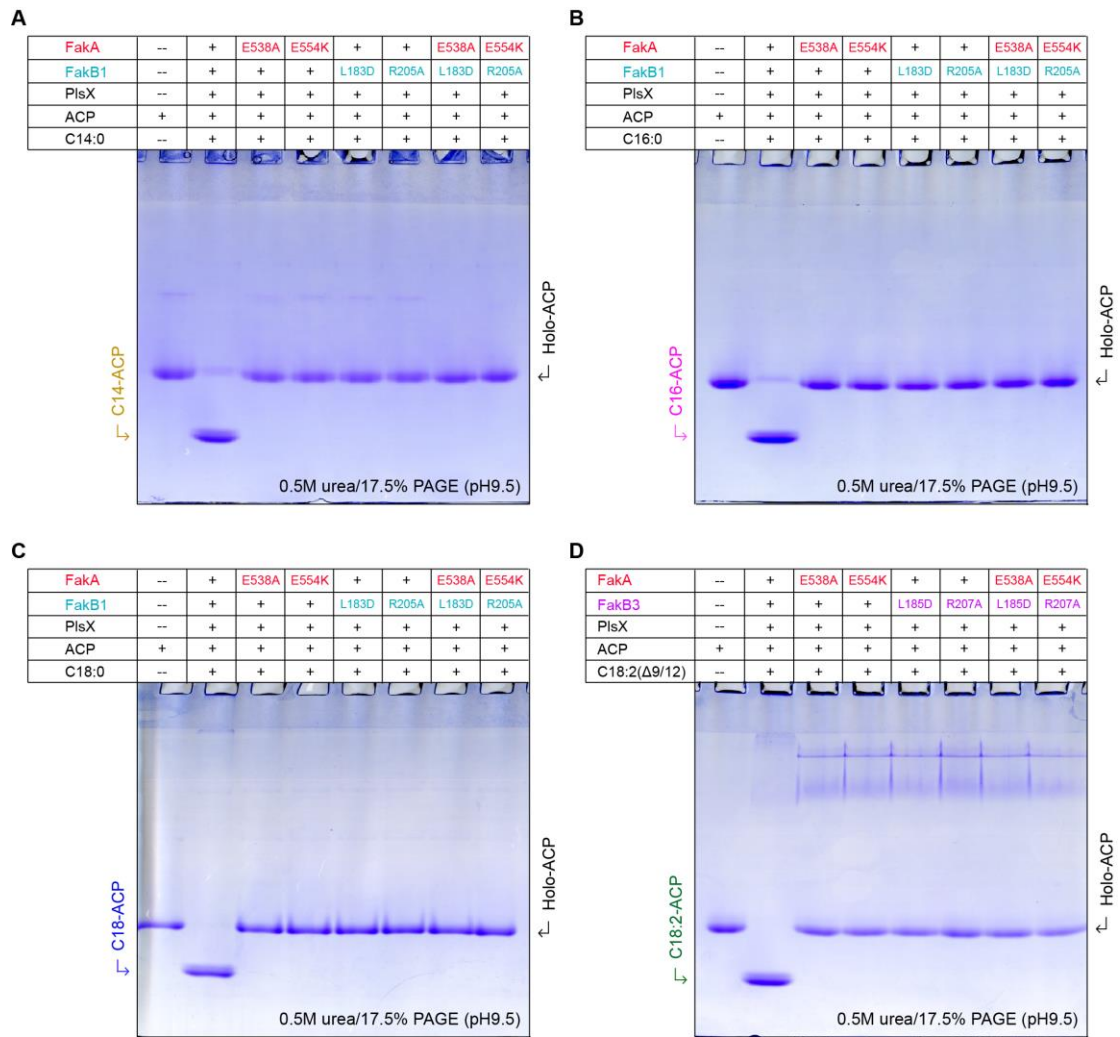 A
FakA -- + E538A E554K + + E538A E554K
FakB1 -- + + + L183D R205A L183D R205A
PlsX -- + + + + + + +
ACP + + + + + + + +
C14:0 -- + + + + + + +
C14-ACP
Holo-ACP
0.5M urea/17.5% PAGE (pH9.5)
B
FakA -- + E538A E554K + + E538A E554K
FakB1 -- + + + L183D R205A L183D R205A
PlsX -- + + + + + + +
ACP + + + + + + + +
C16:0 -- + + + + + + +
C16-ACP
Holo-ACP
0.5M urea/17.5% PAGE (pH9.5)
C
FakA -- + E538A E554K + + E538A E554K
FakB1 -- + + + L183D R205A L183D R205A
PlsX -- + + + + + + +
ACP + + + + + + + +
C18:0 -- + + + + + + +
C18-ACP
Holo-ACP
0.5M urea/17.5% PAGE (pH9.5)
D
FakA -- + E538A E554K + + E538A E554K
FakB3 -- + + + L185D R207A L185D R207A
PlsX -- + + + + + + +
ACP + + + + + + + +
C18:2(Δ9/12) -- + + + + + + +
C18:2-ACP
Holo-ACP
0.5M urea/17.5% PAGE (pH9.5)